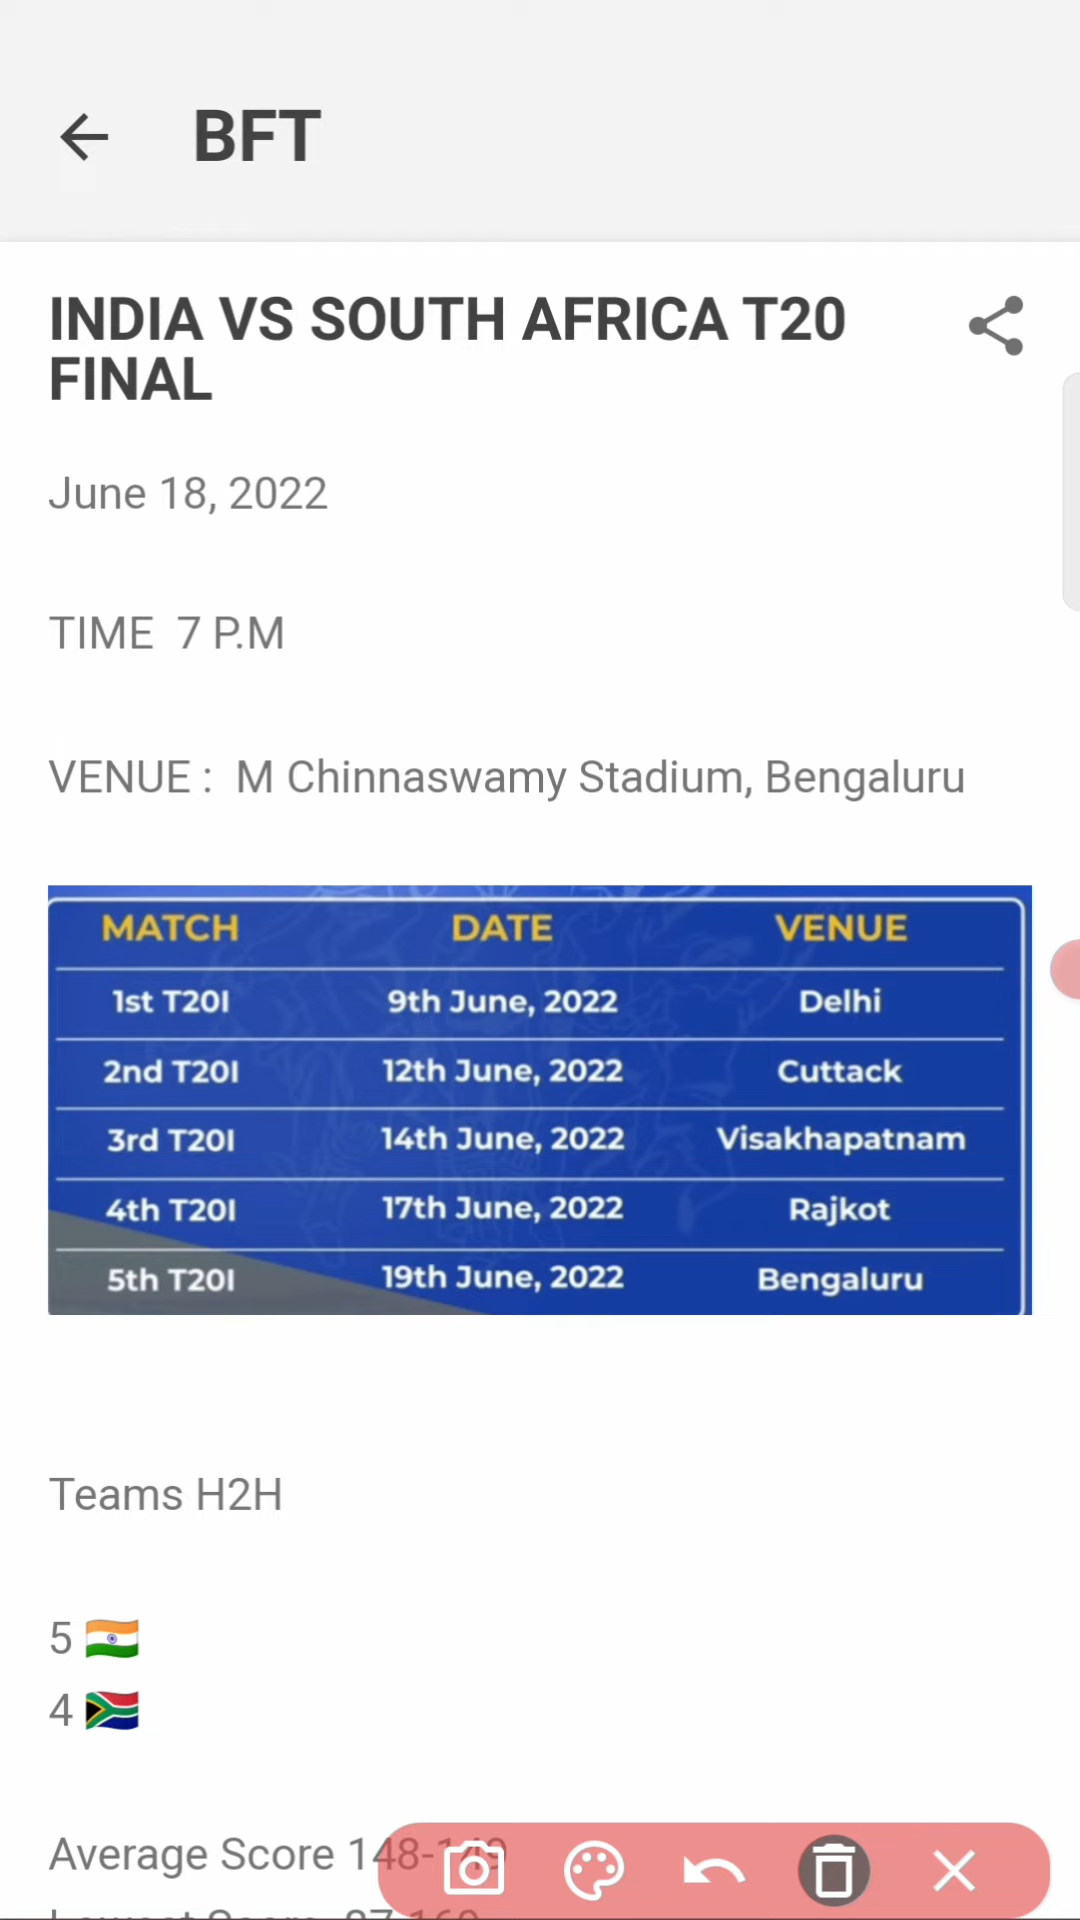 BFT
INDIA VS SOUTH AFRICA T20
FINAL
June 18, 2022
TIME  7 P.M
VENUE :  M Chinnaswamy Stadium, Bengaluru
MATCH DATE VENUE
1st T20I 9th June, 2022 Delhi
2nd T20I 12th June, 2022 Cuttack
3rd T20I 14th June, 2022 Visakhapatnam
4th T20I 17th June, 2022 Rajkot
5th T20I 19th June, 2022 Bengaluru
Teams H2H
5 🇮🇳
4 🇿🇦
Average Score 148-149